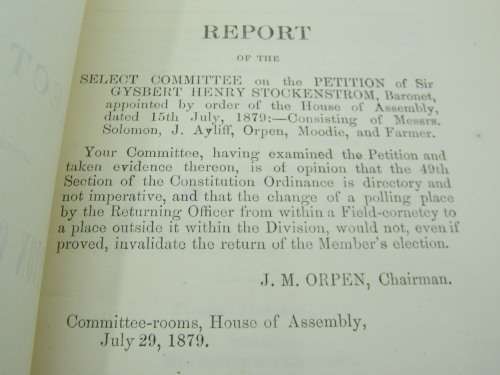 REPORT
OF THE
SELECT COMMITTEE on the PETITION of Sir
GYSBERT HENRY STOCKENSTROM, Baronet,
appointed by order of the House of Assembly,
dated 15th July, 1879:—Consisting of Messrs.
Solomon, J. Ayliff, Orpen, Moodie, and Farmer.
Your Committee, having examined the Petition and
taken evidence thereon, is of opinion that the 49th
Section of the Constitution Ordinance is directory and
not imperative, and that the change of a polling place
by the Returning Officer from within a Field-cornetcy to
a place outside it within the Division, would not, even if
proved, invalidate the return of the Member's election.
J. M. ORPEN, Chairman.
Committee-rooms, House of Assembly,
July 29, 1879.